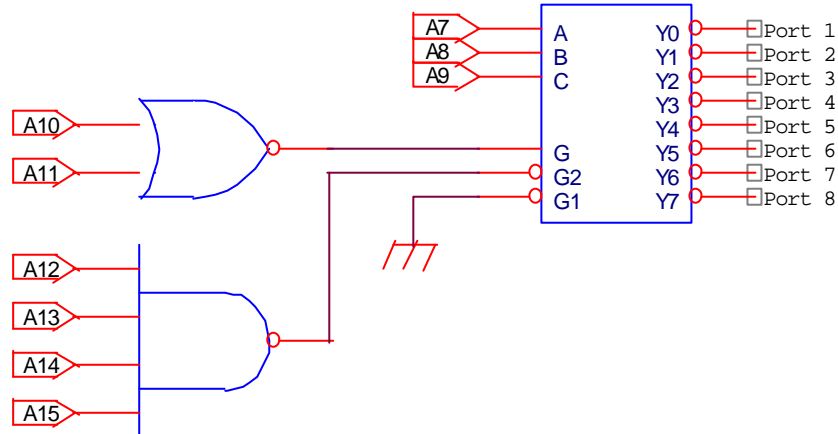 A7 A Y0 Port 1
A8 B Y1 Port 2
A9 C Y2 Port 3
Y3 Port 4
A10 Y4 Port 5
G Y5 Port 6
A11 G2 Y6 Port 7
G1 Y7 Port 8
A12
A13
A14
A15